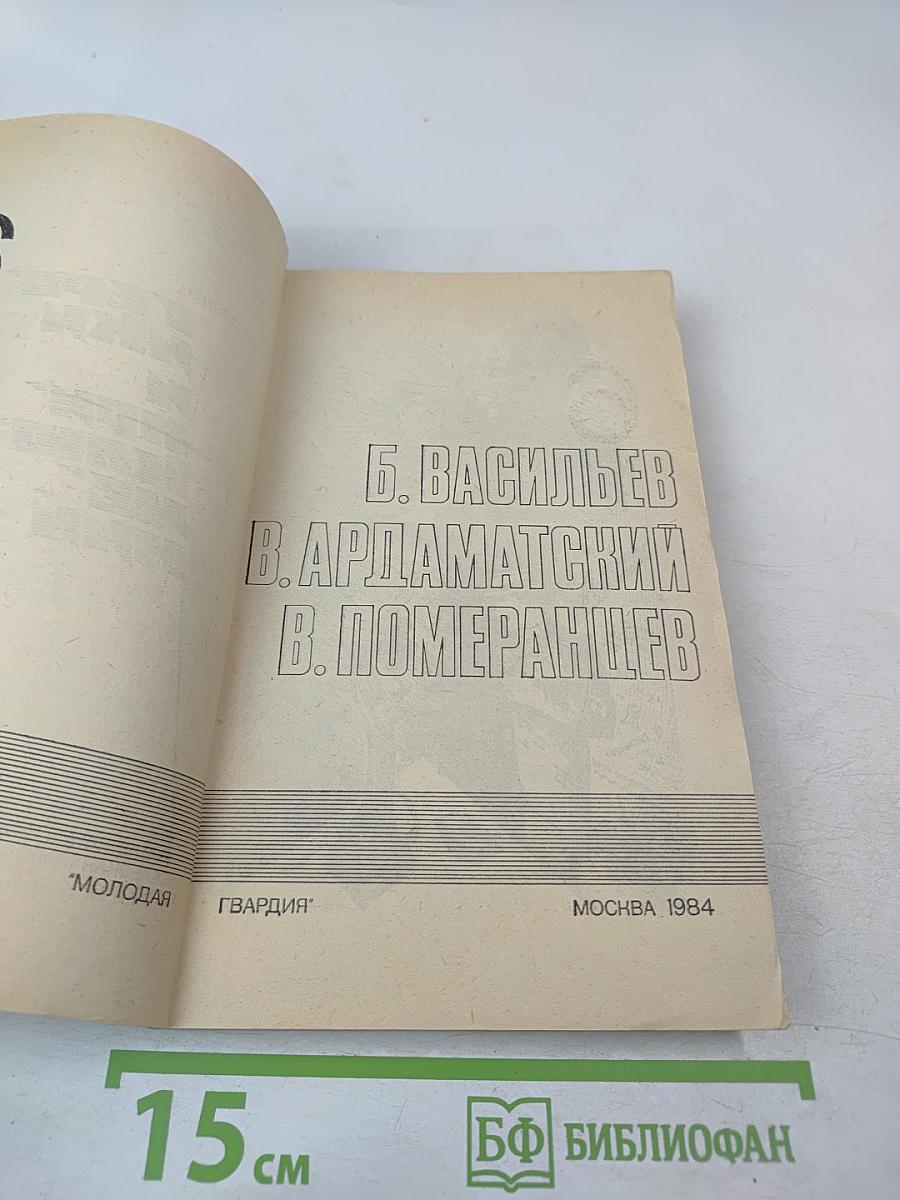 Б. ВАСИЛЬЕВ
В. АРДАМАТСКИЙ
В. ПОМЕРАНЦЕВ
"МОЛОДАЯ ГВАРДИЯ" МОСКВА 1984
15 см
БФ БИБЛИОФАН